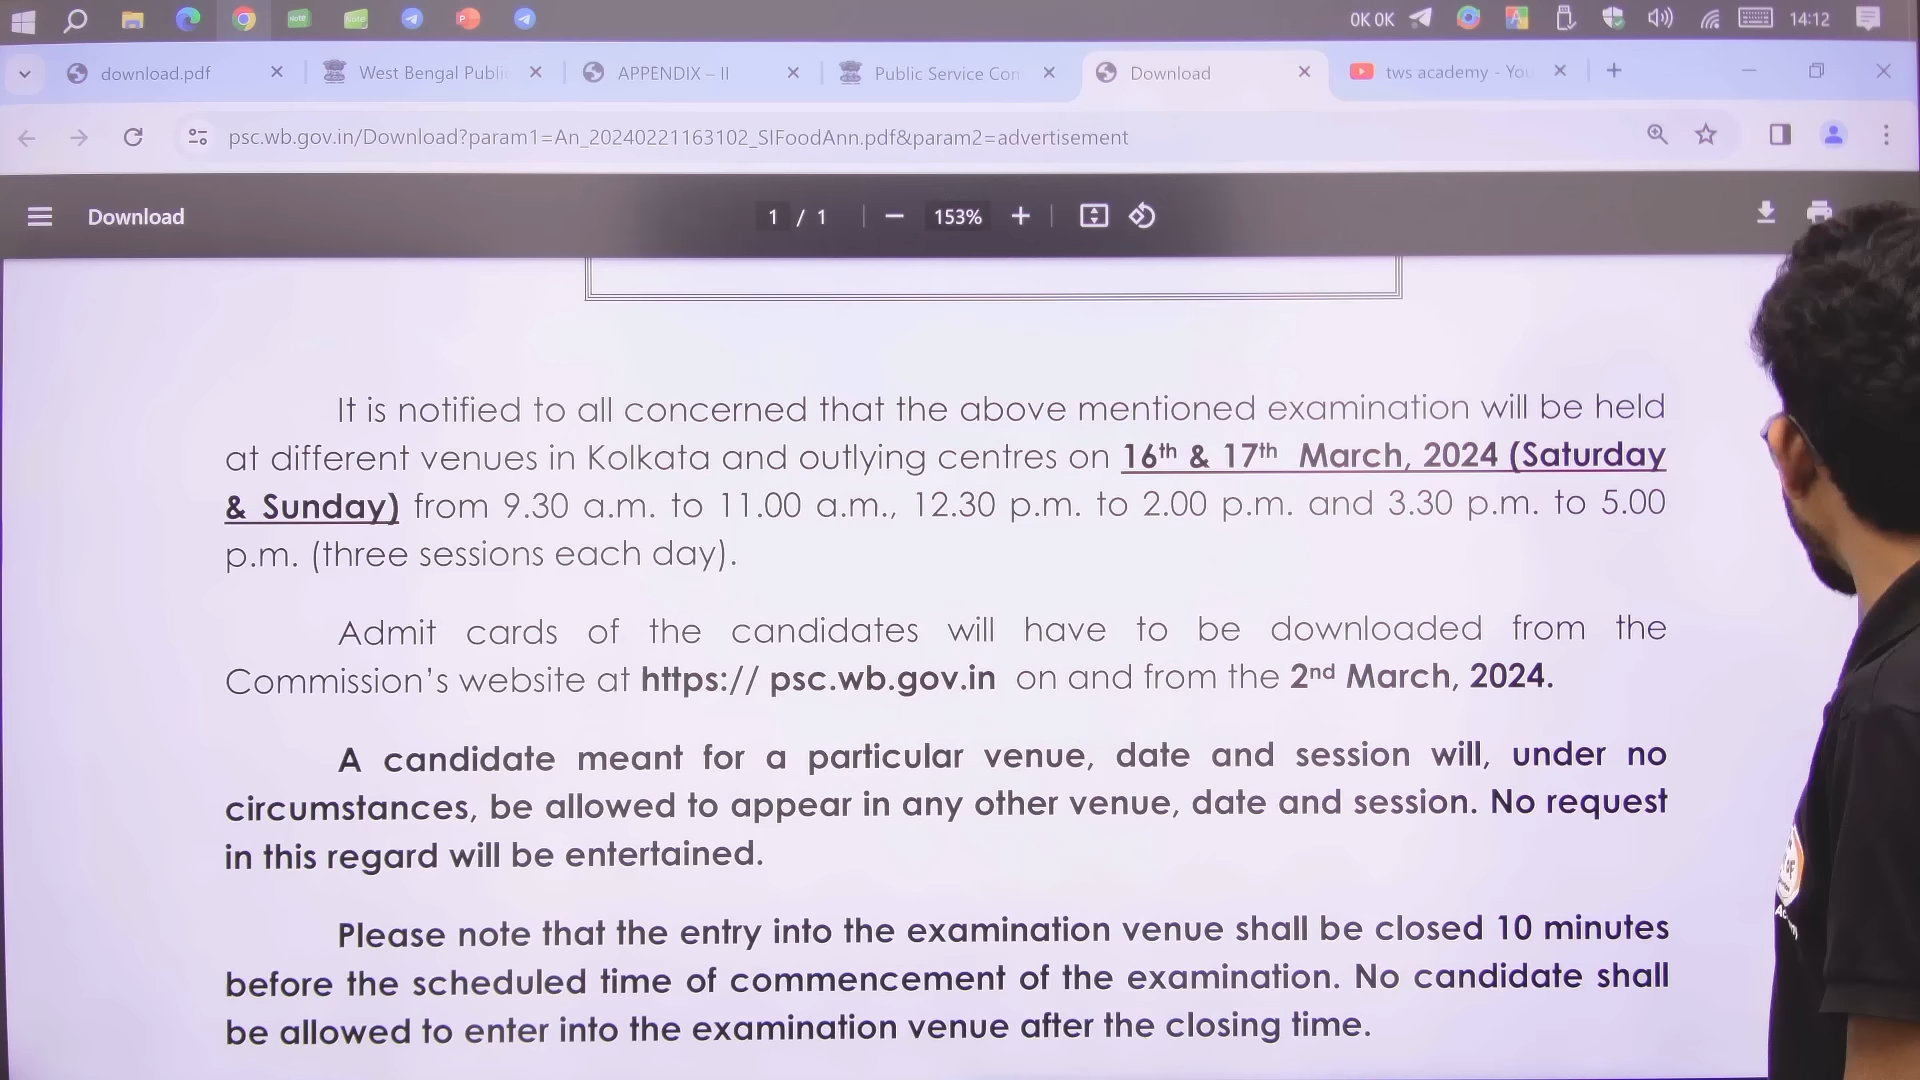 OK OK
14:12
download.pdf
West Bengal Publi
APPENDIX – II
Public Service Con
Download
tws academy - You
psc.wb.gov.in/Download?param1=An_20240221163102_SIFoodAnn.pdf&param2=advertisement
Download
1 / 1
153%
It is notified to all concerned that the above mentioned examination will be held
at different venues in Kolkata and outlying centres on 16th & 17th March, 2024 (Saturday
& Sunday) from 9.30 a.m. to 11.00 a.m., 12.30 p.m. to 2.00 p.m. and 3.30 p.m. to 5.00
p.m. (three sessions each day).
Admit cards of the candidates will have to be downloaded from the
Commission’s website at https:// psc.wb.gov.in on and from the 2nd March, 2024.
A candidate meant for a particular venue, date and session will, under no
circumstances, be allowed to appear in any other venue, date and session. No request
in this regard will be entertained.
Please note that the entry into the examination venue shall be closed 10 minutes
before the scheduled time of commencement of the examination. No candidate shall
be allowed to enter into the examination venue after the closing time.